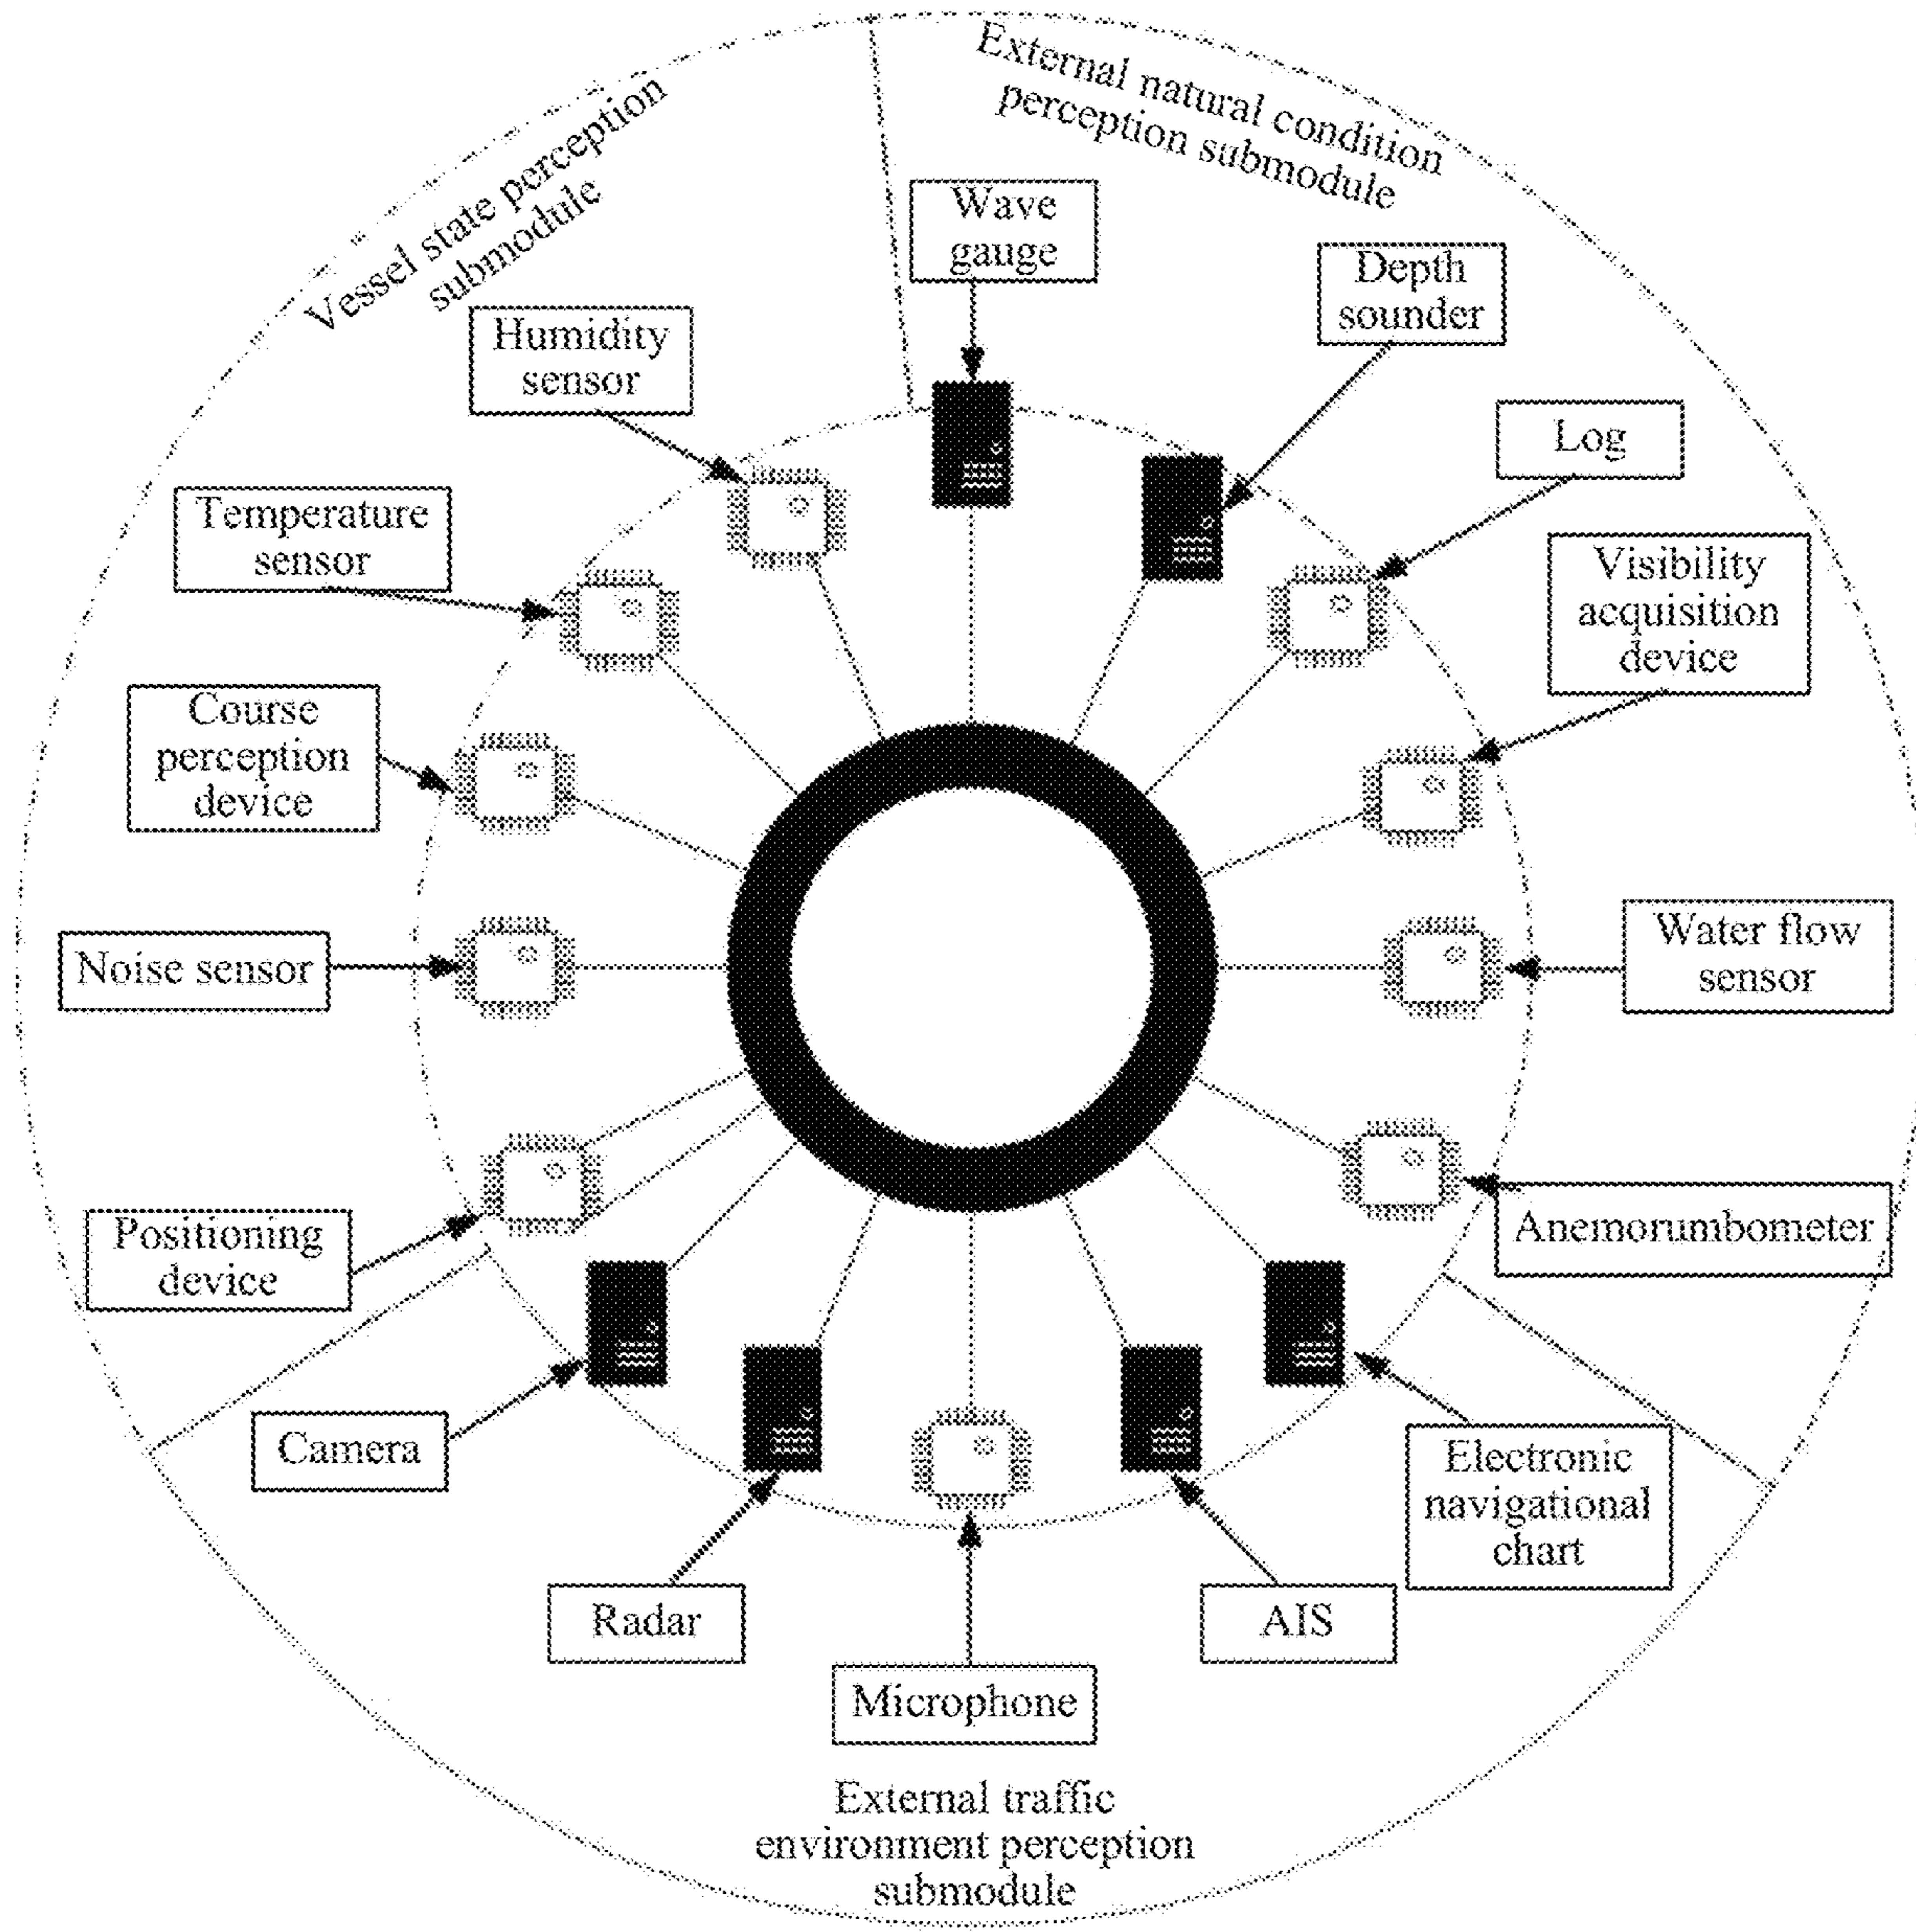 External natural condition
perception submodule
Vessel state perception
submodule
Wave
gauge
Depth
sounder
Humidity
sensor
Log
Temperature
sensor
Visibility
acquisition
device
Course
perception
device
Water flow
sensor
Noise sensor
Anemorumbometer
Positioning
device
Camera
Electronic
navigational
chart
Radar
AIS
Microphone
External traffic
environment perception
submodule